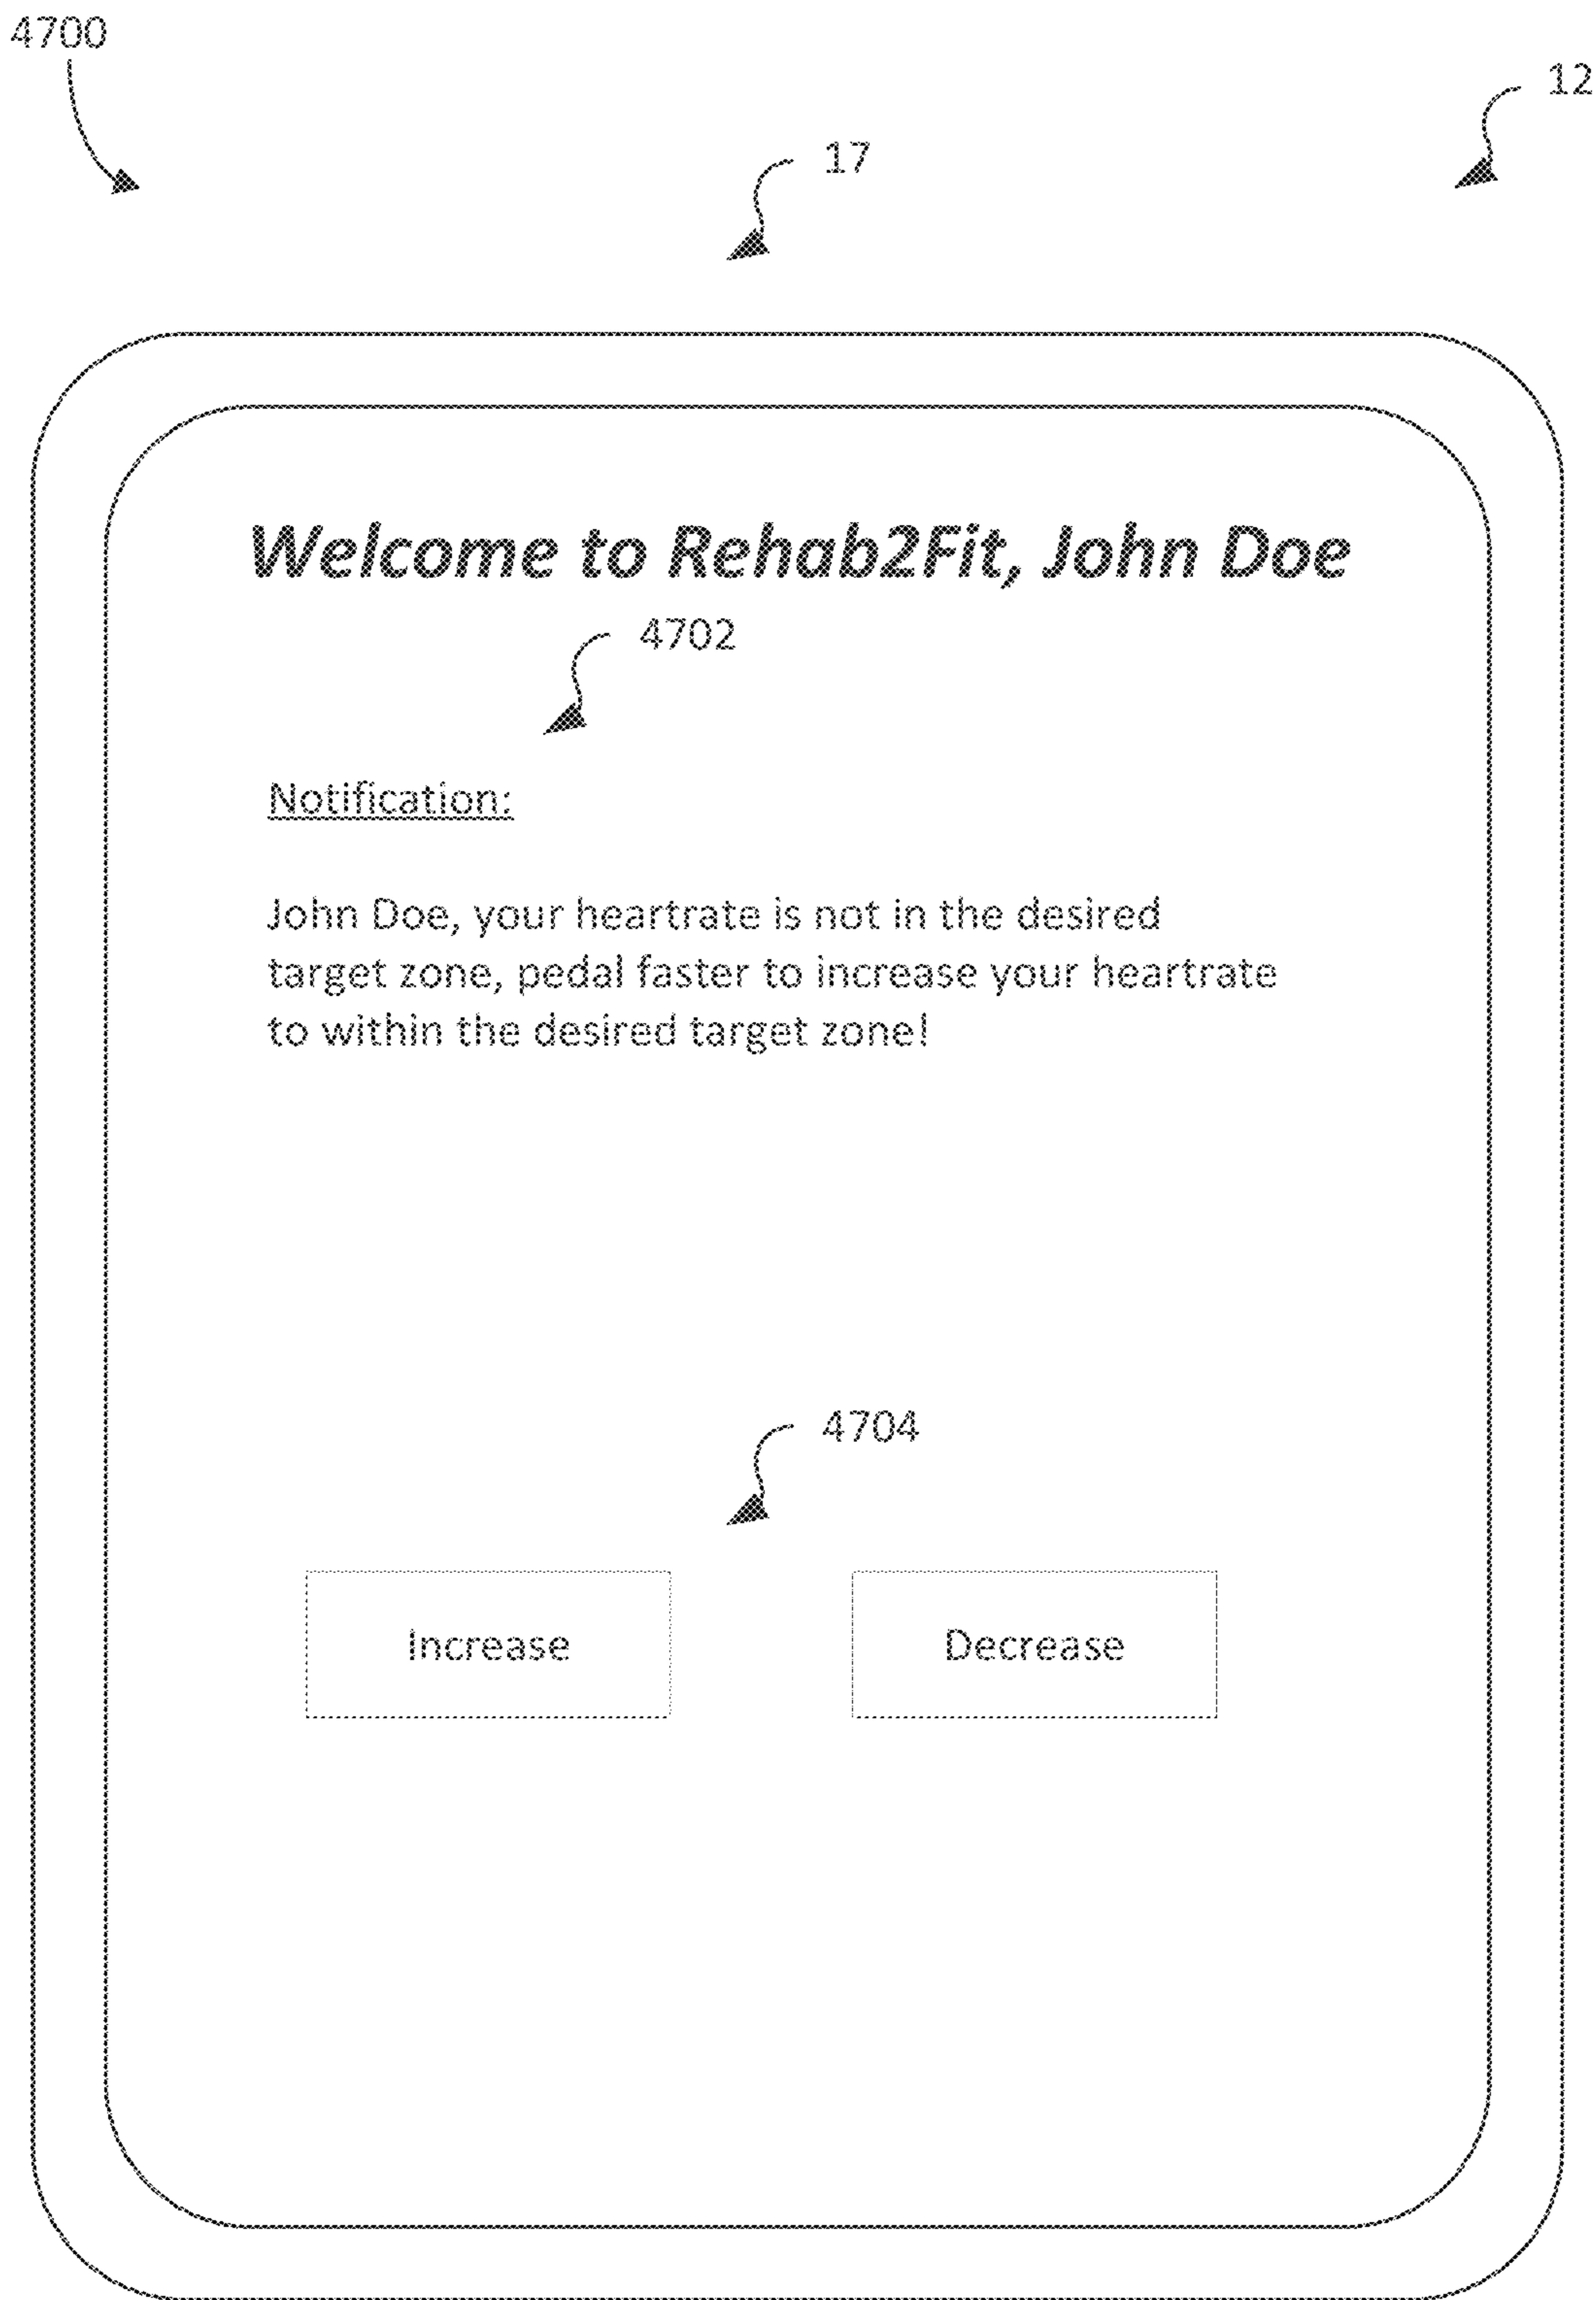 4700
12
17
Welcome to Rehab2Fit, John Doe
4702
Notification:
John Doe, your heartrate is not in the desired
target zone, pedal faster to increase your heartrate
to within the desired target zone!
4704
Increase
Decrease